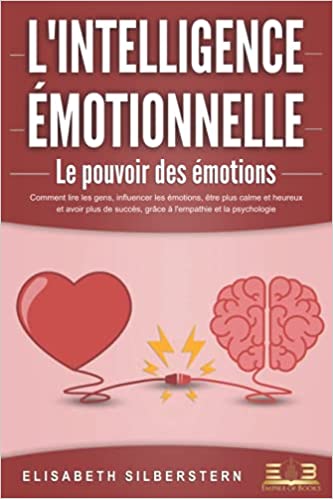 L'INTELLIGENCE
ÉMOTIONNELLE
Le pouvoir des émotions
Comment lire les gens, influencer les émotions, être plus calme et heureux
et avoir plus de succès, grâce à l'empathie et la psychologie
ELISABETH SILBERSTERN
EOB
EMPIRE OF BOOKS